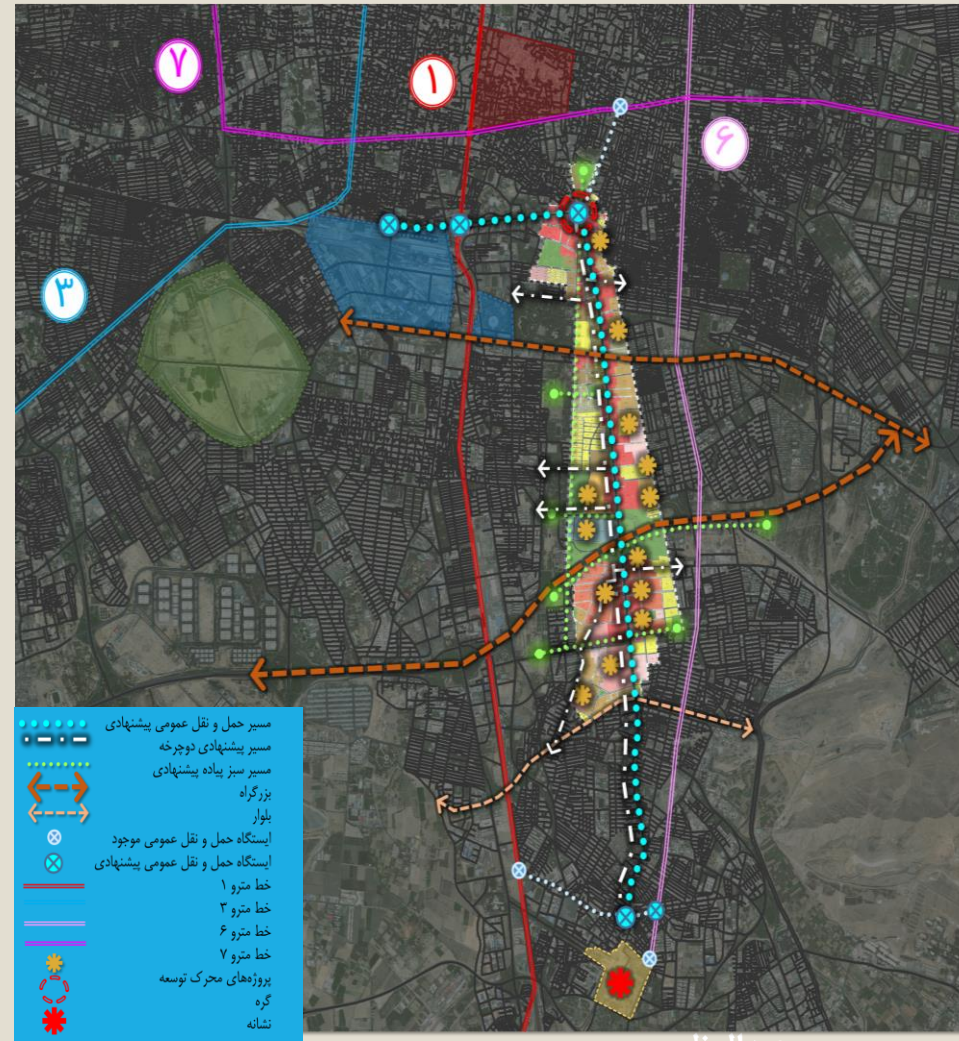 ۷
۱
۶
۳
مسیر حمل و نقل عمومی پیشنهادی
مسیر پیشنهادی دوچرخه
مسیر سبز پیاده پیشنهادی
بزرگراه
بلوار
ایستگاه حمل و نقل عمومی موجود
ایستگاه حمل و نقل عمومی پیشنهادی
خط مترو ۱
خط مترو ۳
خط مترو ۶
خط مترو ۷
پروژه‌های محرک توسعه
گره
نشانه